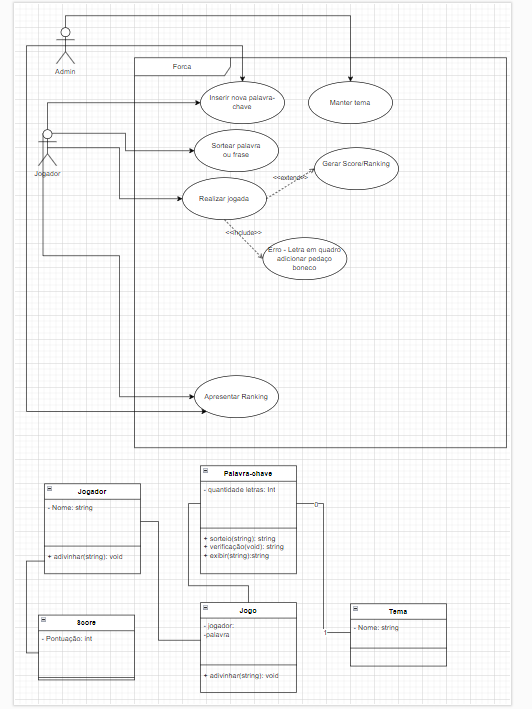 Admin
Forca
Inserir nova palavra-
chave
Manter tema
Jogador
Sortear palavra
ou frase
Gerar Score/Ranking
<<extend>>
Realizar jogada
<<include>>
Erro - Letra em quadro
adicionar pedaço
boneco
Apresentar Ranking
Palavra-chave
- quantidade letras: int
+ sorteio(string): string
+ verificação(void): string
+ exibir(string):string
Jogador
- Nome: string
+ adivinhar(string): void
0
Score
- Pontuação: int
Jogo
- jogador:
-palavra
+ adivinhar(string): void
Tema
- Nome: string
1